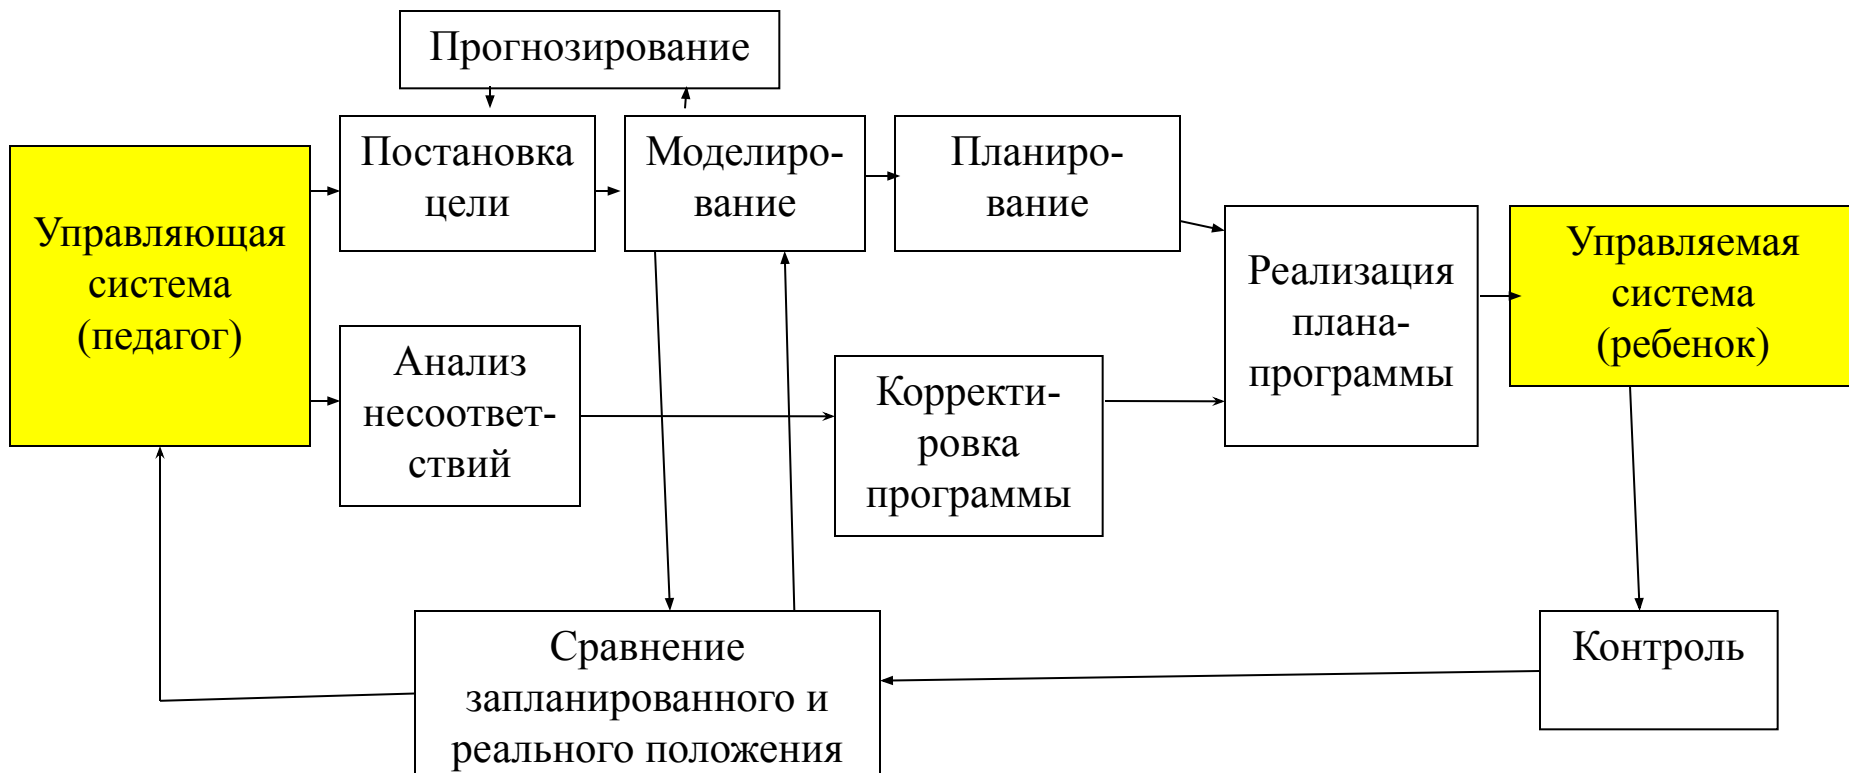 Прогнозирование
Постановка
цели
Моделиро-
вание
Планиро-
вание
Управляющая
система
(педагог)
Реализация
плана-
программы
Управляемая
система
(ребенок)
Анализ
несоответ-
ствий
Корректи-
ровка
программы
Сравнение
запланированного и
реального положения
Контроль